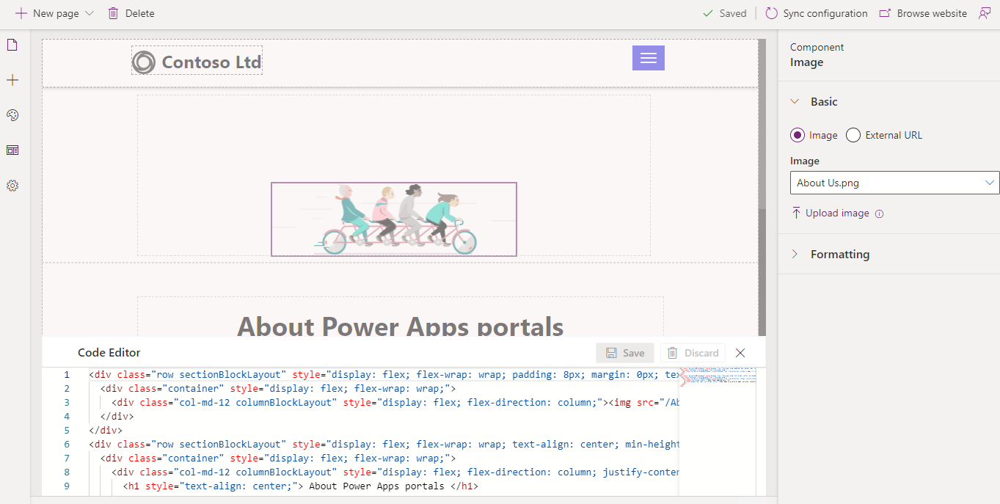 New page
Delete
Saved
Sync configuration
Browse website
Contoso Ltd
Component
Image
Basic
Image
External URL
Image
About Us.png
Upload image
Formatting
About Power Apps portals
Code Editor
Save
Discard
1 <div class="row sectionBlockLayout" style="display: flex; flex-wrap: wrap; padding: 8px; margin: 0px; te
2 <div class="container" style="display: flex; flex-wrap: wrap;">
3 <div class="col-md-12 columnBlockLayout" style="display: flex; flex-direction: column;"><img src="/Ab
4 </div>
5 </div>
6 <div class="row sectionBlockLayout" style="display: flex; flex-wrap: wrap; text-align: center; min-height
7 <div class="container" style="display: flex; flex-wrap: wrap;">
8 <div class="col-md-12 columnBlockLayout" style="display: flex; flex-direction: column; justify-conten
9 <h1 style="text-align: center;"> About Power Apps portals </h1>